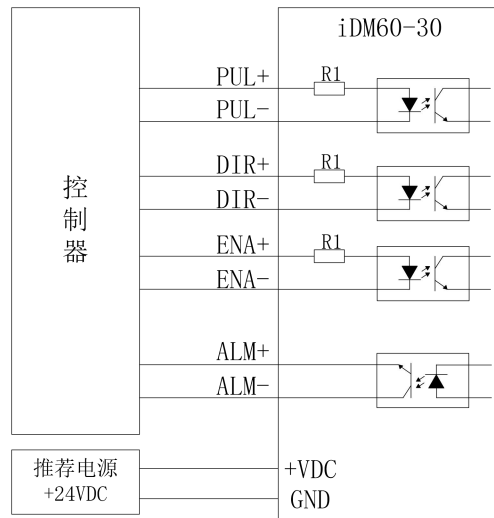 iDM60-30
PUL+
R1
PUL-
DIR+
R1
DIR-
控制器
ENA+
R1
ENA-
ALM+
ALM-
推荐电源
+24VDC
+VDC
GND